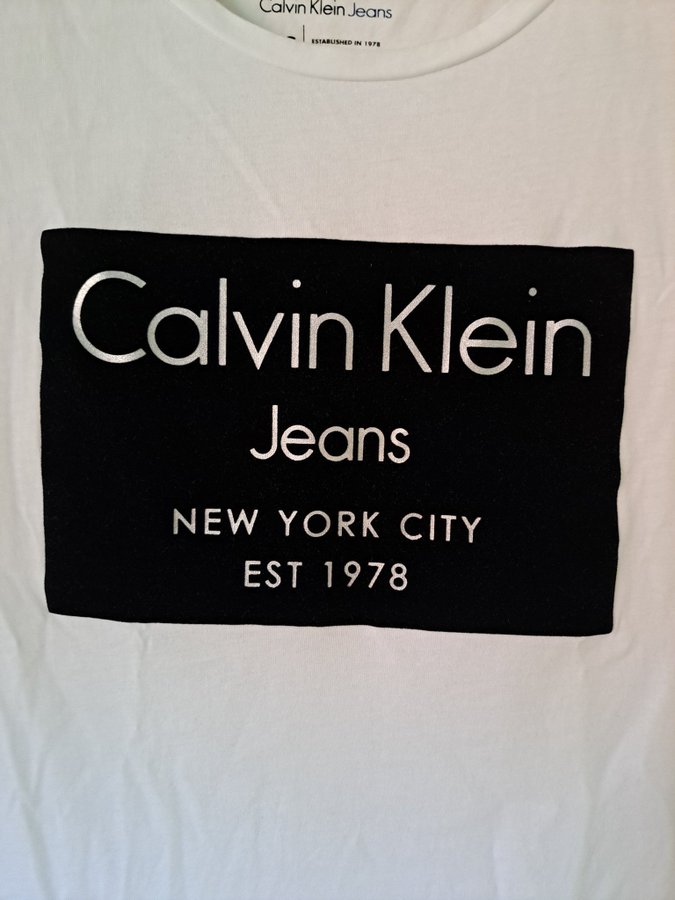 Calvin Klein Jeans
ESTABLISHED IN 1978
Calvin Klein
Jeans
NEW YORK CITY
EST 1978